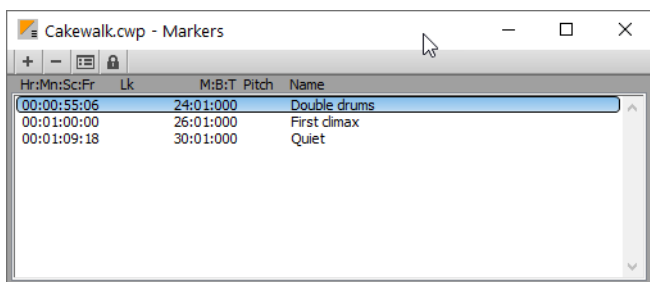 Cakewalk.cwp - Markers
Hr:Mn:Sc:Fr Lk M:B:T Pitch Name
00:00:55:06 24:01:000 Double drums
00:01:00:00 26:01:000 First climax
00:01:09:18 30:01:000 Quiet